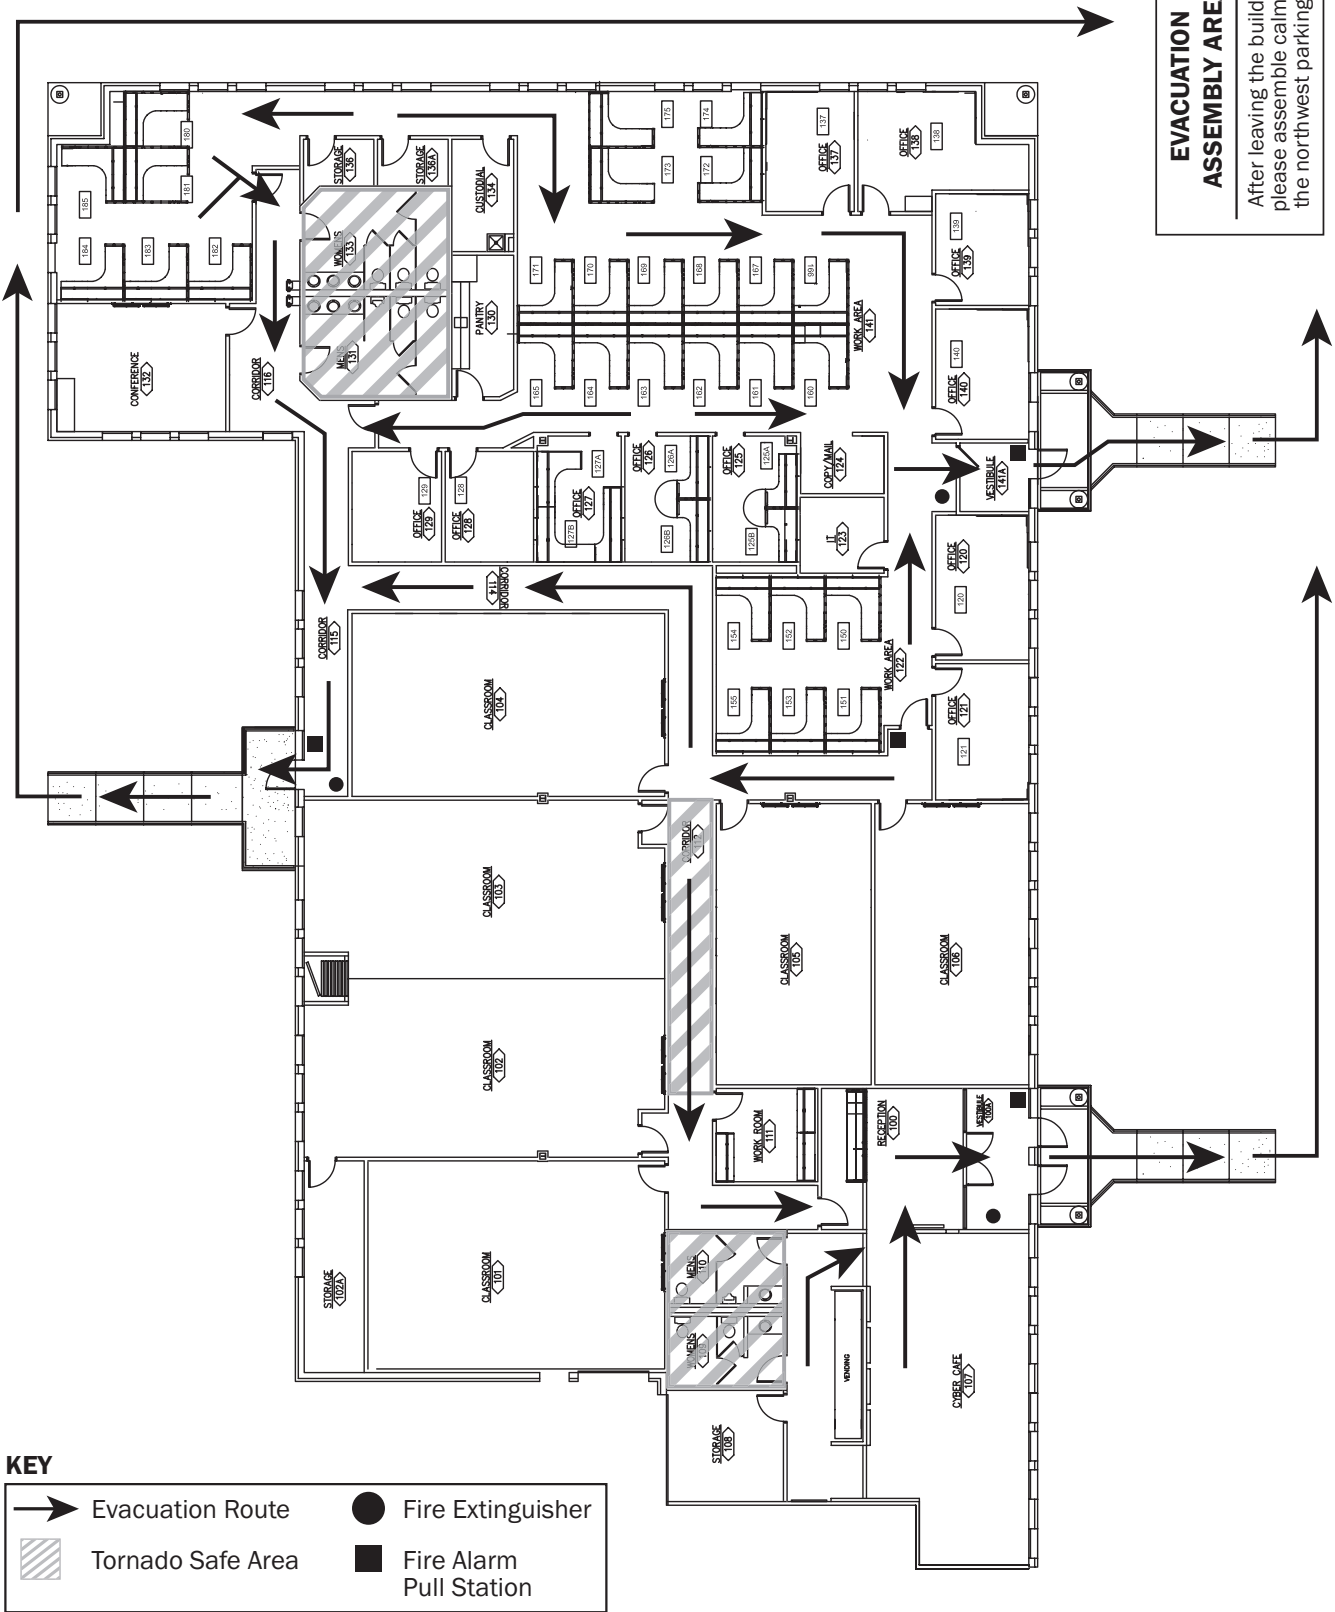 EVACUATION
ASSEMBLY ARE
After leaving the build
please assemble calm
the northwest parking
180
181
185
184
183
182
STORAGE
136
STORAGE
136A
CUSTODIAL
134
WOMENS
133
MENS
131
PANTRY
130
CONFERENCE
132
CORRIDOR
116
175
174
173
172
137
OFFICE
137
OFFICE
138
138
139
OFFICE
139
140
OFFICE
140
171
170
169
168
167
166
WORK AREA
141
165
164
163
162
161
160
129
OFFICE
129
128
OFFICE
128
127A
OFFICE
127
127B
OFFICE
126
126A
126B
OFFICE
125
125A
125B
COPY/MAIL
124
IT
123
VESTIBULE
141A
OFFICE
120
120
CORRIDOR
114
CORRIDOR
115
154
152
150
155
153
151
WORK AREA
122
OFFICE
121
121
CLASSROOM
104
CLASSROOM
103
CORRIDOR
112
CLASSROOM
105
CLASSROOM
106
CLASSROOM
102
WORK ROOM
111
RECEPTION
100
VESTIBULE
100A
STORAGE
102A
CLASSROOM
101
MENS
110
WOMENS
109
VENDING
CYBER CAFE
107
STORAGE
108
KEY
Evacuation Route
Fire Extinguisher
Tornado Safe Area
Fire Alarm
Pull Station